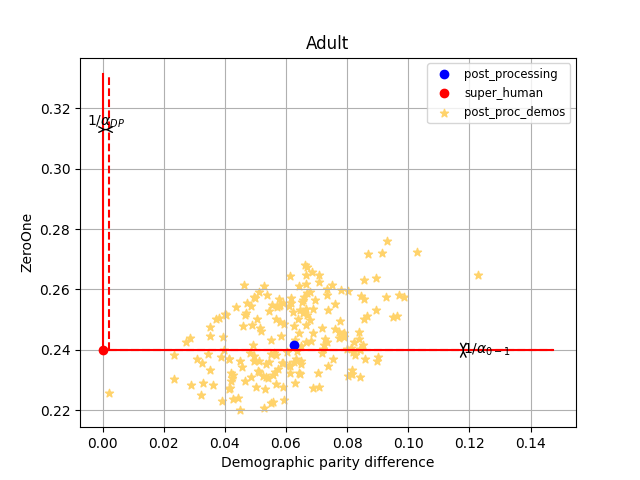 Adult
post_processing
super_human
post_proc_demos
1/α_DP
1/α_{0−1}
ZeroOne
0.32
0.30
0.28
0.26
0.24
0.22
0.00 0.02 0.04 0.06 0.08 0.10 0.12 0.14
Demographic parity difference